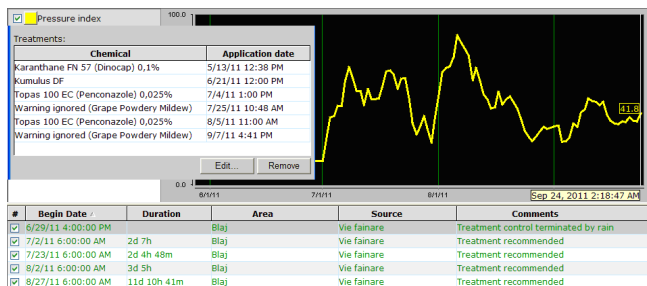 Pressure index
100.0
Treatments:
Chemical Application date
Karanthane FN 57 (Dinocap) 0,1% 5/13/11 12:38 PM
Kumulus DF 6/21/11 12:00 PM
Topas 100 EC (Penconazole) 0,025% 7/4/11 1:00 PM
Warning ignored (Grape Powdery Mildew) 7/25/11 10:48 AM
Topas 100 EC (Penconazole) 0,025% 8/5/11 11:00 AM
Warning ignored (Grape Powdery Mildew) 9/7/11 4:41 PM
41.8
Edit... Remove
0.0
6/1/11 7/1/11 8/1/11 Sep 24, 2011 2:18:47 AM
# Begin Date Duration Area Source Comments
6/29/11 4:00:00 PM Blaj Vie fainare Treatment control terminated by rain
7/2/11 6:00:00 AM 2d 7h Blaj Vie fainare Treatment recommended
7/23/11 6:00:00 AM 2d 4h 48m Blaj Vie fainare Treatment recommended
8/2/11 6:00:00 AM 3d 5h Blaj Vie fainare Treatment recommended
8/27/11 6:00:00 AM 11d 10h 41m Blaj Vie fainare Treatment recommended